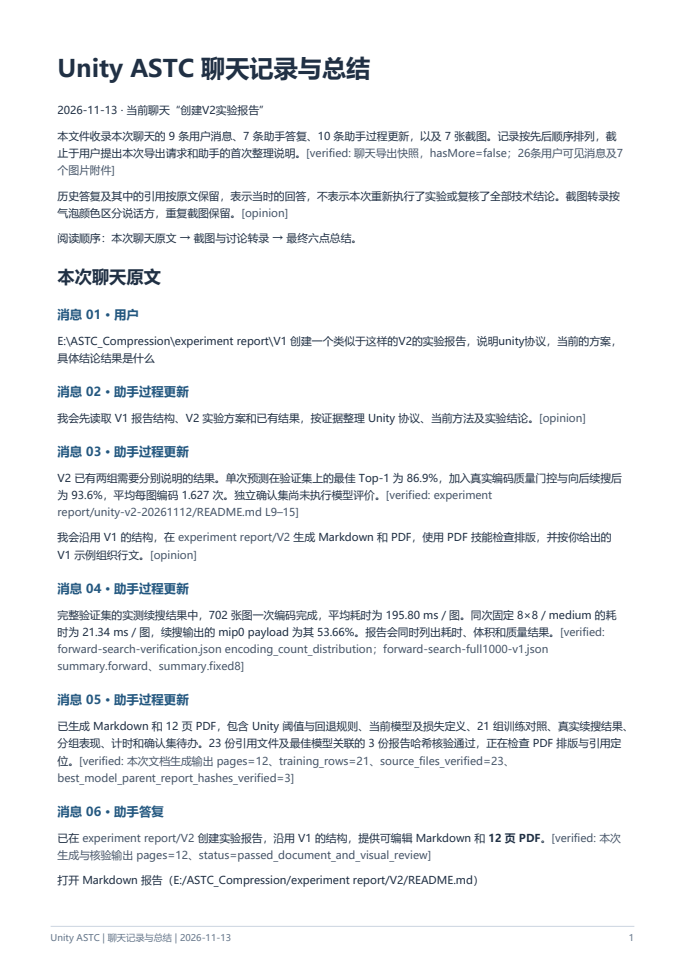 Unity ASTC 聊天记录与总结
2026-11-13 · 当前聊天“创建V2实验报告”
本文件收录本次聊天的 9 条用户消息、7 条助手答复、10 条助手过程更新，以及 7 张截图。记录按先后顺序排列，截
止于用户提出本次导出请求和助手的首次整理说明。[verified: 聊天导出快照，hasMore=false；26条用户可见消息及7
个图片附件]
历史答复及其中的引用按原文保留，表示当时的回答，不表示本次重新执行了实验或复核了全部技术结论。截图转录按
气泡颜色区分说话方，重复截图保留。[opinion]
阅读顺序：本次聊天原文 → 截图与讨论转录 → 最终六点总结。
本次聊天原文
消息 01 • 用户
E:\ASTC_Compression\experiment report\V1 创建一个类似于这样的V2的实验报告，说明unity协议，当前的方案，
具体结论结果是什么
消息 02 • 助手过程更新
我会先读取 V1 报告结构、V2 实验方案和已有结果，按证据整理 Unity 协议、当前方法及实验结论。[opinion]
消息 03 • 助手过程更新
V2 已有两组需要分别说明的结果。单次预测在验证集上的最佳 Top-1 为 86.9%，加入真实编码质量门控与向后续搜后
为 93.6%，平均每图编码 1.627 次。独立确认集尚未执行模型评价。[verified: experiment
report/unity-v2-20261112/README.md L9–15]
我会沿用 V1 的结构，在 experiment report/V2 生成 Markdown 和 PDF，使用 PDF 技能检查排版，并按你给出的
V1 示例组织行文。[opinion]
消息 04 • 助手过程更新
完整验证集的实测续搜结果中，702 张图一次编码完成，平均耗时为 195.80 ms / 图。同次固定 8×8 / medium 的耗
时为 21.34 ms / 图，续搜输出的 mip0 payload 为其 53.66%。报告会同时列出耗时、体积和质量结果。[verified:
forward-search-verification.json encoding_count_distribution；forward-search-full1000-v1.json
summary.forward、summary.fixed8]
消息 05 • 助手过程更新
已生成 Markdown 和 12 页 PDF，包含 Unity 阈值与回退规则、当前模型及损失定义、21 组训练对照、真实续搜结果、
分组表现、计时和确认集待办。23 份引用文件及最佳模型关联的 3 份报告哈希核验通过，正在检查 PDF 排版与引用定
位。[verified: 本次文档生成输出 pages=12、training_rows=21、source_files_verified=23、
best_model_parent_report_hashes_verified=3]
消息 06 • 助手答复
已在 experiment report/V2 创建实验报告，沿用 V1 的结构，提供可编辑 Markdown 和 12 页 PDF。[verified: 本次
生成与核验输出 pages=12、status=passed_document_and_visual_review]
打开 Markdown 报告（E:/ASTC_Compression/experiment report/V2/README.md）
Unity ASTC | 聊天记录与总结 | 2026-11-13
1